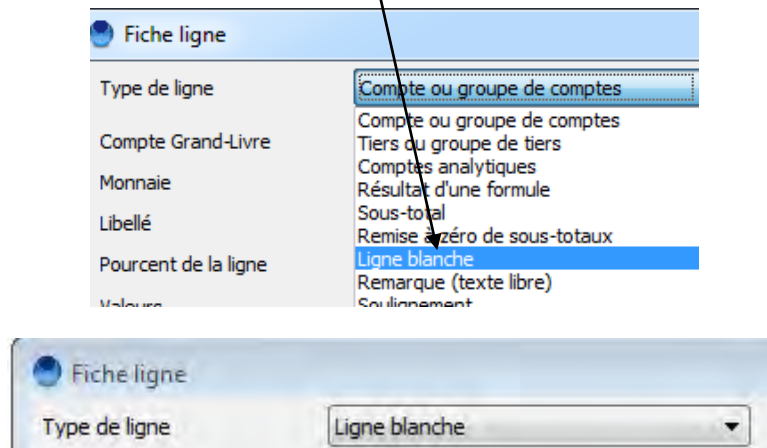 Fiche ligne
Type de ligne
Compte ou groupe de comptes
Compte ou groupe de comptes
Compte Grand-Livre
Tiers ou groupe de tiers
Comptes analytiques
Monnaie
Résultat d'une formule
Libellé
Sous-total
Remise à zéro de sous-totaux
Pourcent de la ligne
Ligne blanche
Remarque (texte libre)
Valeurs
Soulignement
Fiche ligne
Type de ligne
Ligne blanche